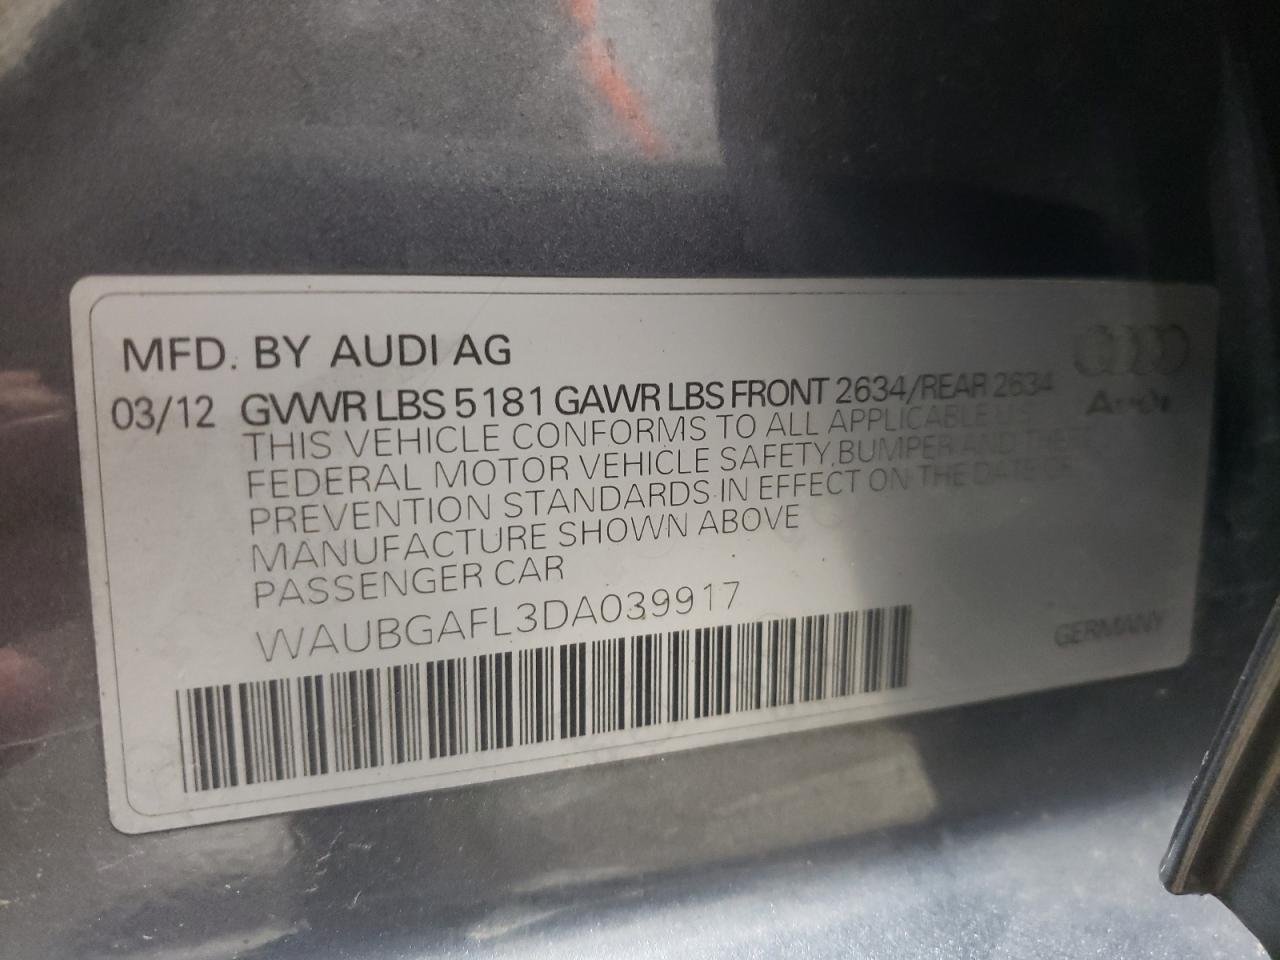 MFD. BY AUDI AG
03/12 GVWR LBS 5181 GAWR LBS FRONT 2634/REAR 2634
Audi
THIS VEHICLE CONFORMS TO ALL APPLICABLE U.S.
FEDERAL MOTOR VEHICLE SAFETY,BUMPER AND THEFT
PREVENTION STANDARDS IN EFFECT ON THE DATE OF
MANUFACTURE SHOWN ABOVE
PASSENGER CAR
WAUBGAFL3DA039917
GERMANY